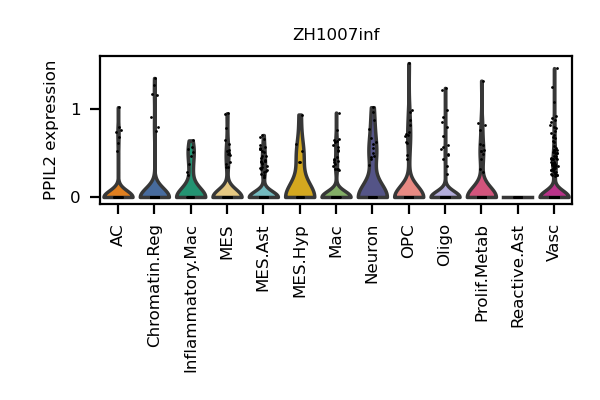 ZH1007inf
PPIL2 expression
1
0
AC
Chromatin.Reg
Inflammatory.Mac
MES
MES.Ast
MES.Hyp
Mac
Neuron
OPC
Oligo
Prolif.Metab
Reactive.Ast
Vasc